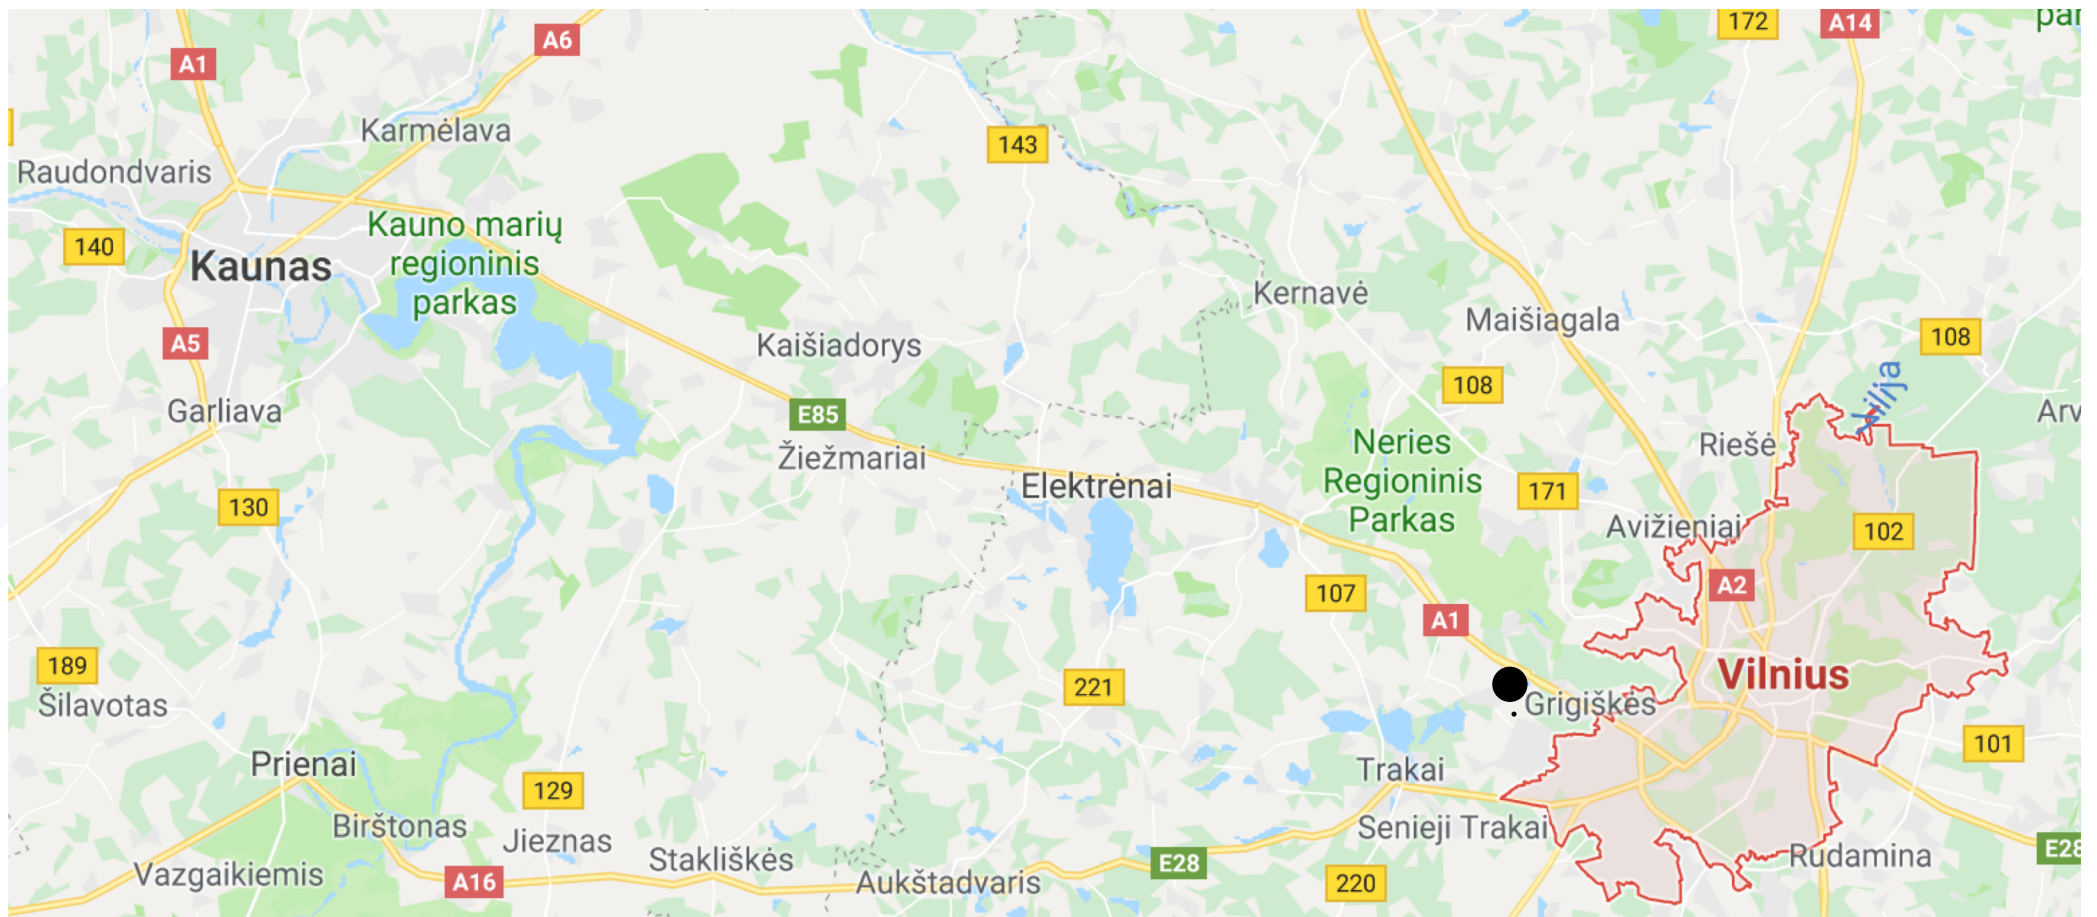 172
A14
par
A6
A1
Karmėlava
143
Raudondvaris
Kauno marių
regioninis
parkas
140
Kaunas
Kernavė
Maišiagala
A5
Kaišiadorys
108
108
Garliava
E85
Arv
Žiežmariai
Neries
Regioninis
Parkas
Riešė
Elektrėnai
171
130
Avižieniai
102
107
A2
A1
189
Šilavotas
221
Vilnius
Grigiškės
101
Prienai
Trakai
129
Birštonas
Jieznas
Senieji Trakai
E28
Stakliškės
Rudamina
Vazgaikiemis
A16
Aukštadvaris
E28
220